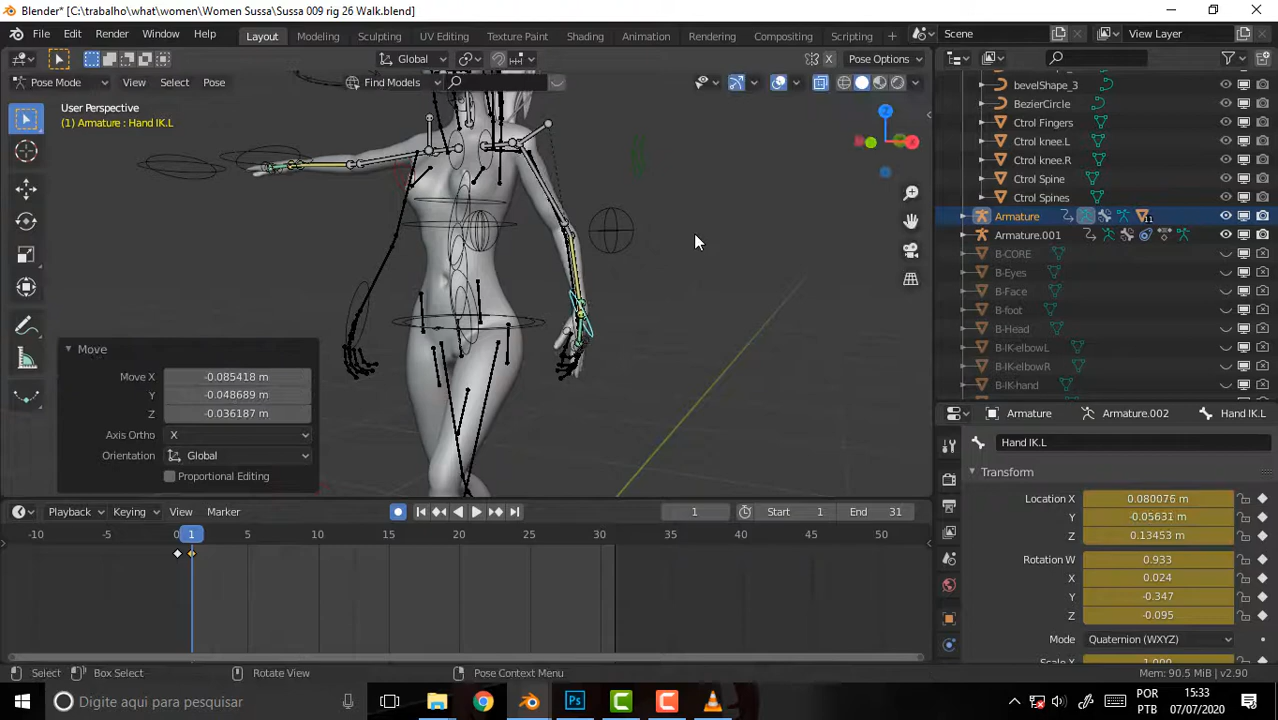 Blender* [C:\trabalho\what\women\Women Sussa\Sussa 009 rig 26 Walk.blend]
File Edit Render Window Help Layout Modeling Sculpting UV Editing Texture Paint Shading Animation Rendering Compositing Scripting + Scene View Layer
Global X Pose Options
Pose Mode View Select Pose Find Models
User Perspective
(1) Armature : Hand IK.L
bevelShape_3
BezierCircle
Ctrol Fingers
Ctrol knee.L
Ctrol knee.R
Ctrol Spine
Ctrol Spines
Armature 11
Armature.001
B-CORE
B-Eyes
B-Face
B-foot
B-Head
B-IK-elbowL
B-IK-elbowR
B-IK-hand
Move
Move X -0.085418 m
Y -0.048689 m
Z -0.036187 m
Axis Ortho X
Orientation Global
Proportional Editing
Armature Armature.002 Hand IK.L
Hand IK.L
Transform
Location X 0.080076 m
Y -0.05631 m
Z 0.13453 m
Rotation W 0.933
X 0.024
Y -0.347
Z -0.095
Mode Quaternion (WXYZ)
Scale X 1.000
Playback Keying View Marker 1 Start 1 End 31
-10 -5 0 1 5 10 15 20 25 30 35 40 45 50
Select Box Select Rotate View Pose Context Menu Mem: 90.5 MiB | v2.90
Digite aqui para pesquisar
POR
PTB
15:33
07/07/2020